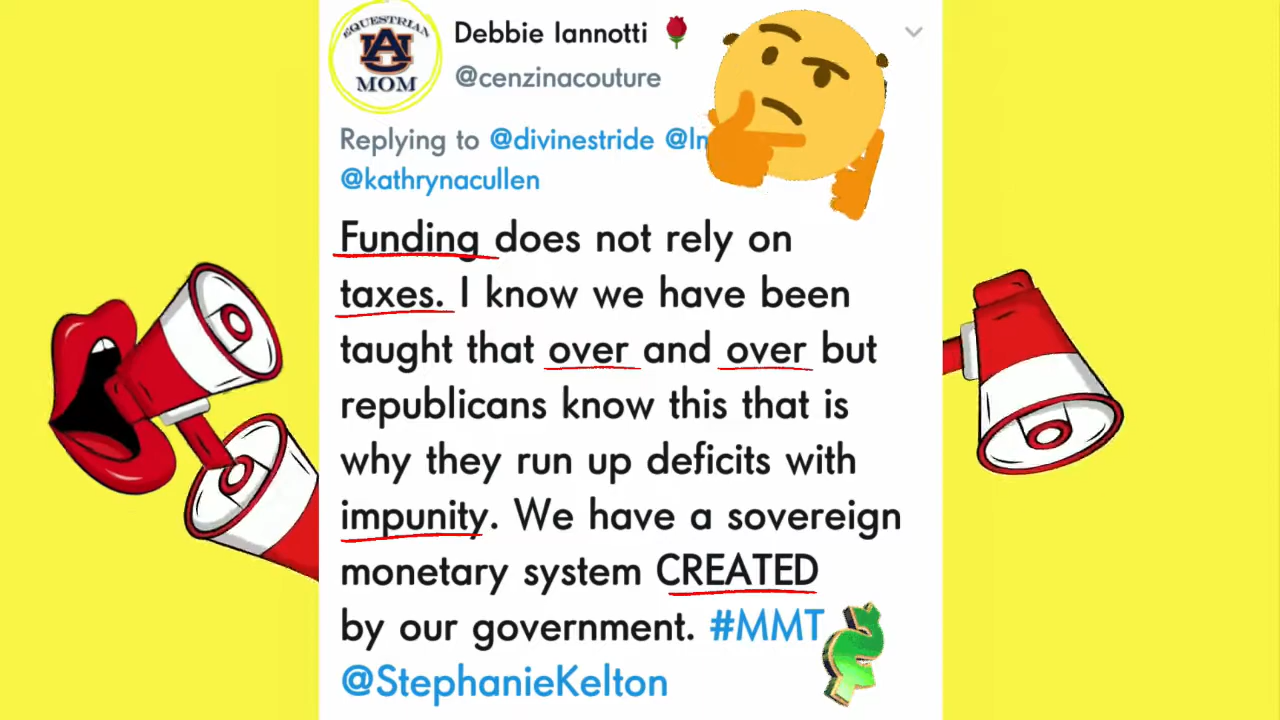 EQUESTRIAN
AU
MOM
Debbie Iannotti
@cenzinacouture
Replying to @divinestride
@kathrynacullen
Funding does not rely on
taxes. I know we have been
taught that over and over but
republicans know this that is
why they run up deficits with
impunity. We have a sovereign
monetary system CREATED
by our government. #MMT
@StephanieKelton